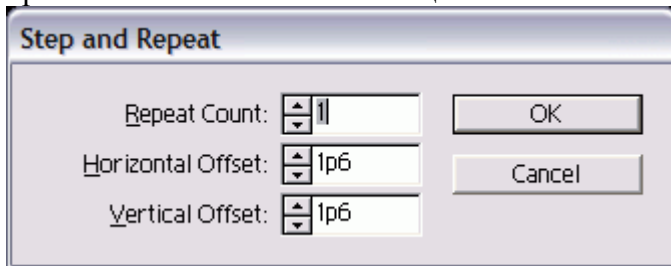 Step and Repeat
Repeat Count: 1 OK
Horizontal Offset: 1p6 Cancel
Vertical Offset: 1p6